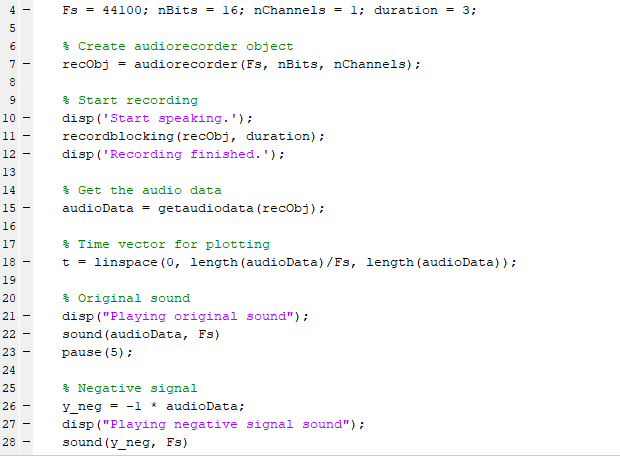 4 - Fs = 44100; nBits = 16; nChannels = 1; duration = 3;
5
6 % Create audiorecorder object
7 - recObj = audiorecorder(Fs, nBits, nChannels);
8
9 % Start recording
10 - disp('Start speaking.');
11 - recordblocking(recObj, duration);
12 - disp('Recording finished.');
13
14 % Get the audio data
15 - audioData = getaudiodata(recObj);
16
17 % Time vector for plotting
18 - t = linspace(0, length(audioData)/Fs, length(audioData));
19
20 % Original sound
21 - disp("Playing original sound");
22 - sound(audioData, Fs)
23 - pause(5);
24
25 % Negative signal
26 - y_neg = -1 * audioData;
27 - disp("Playing negative signal sound");
28 - sound(y_neg, Fs)